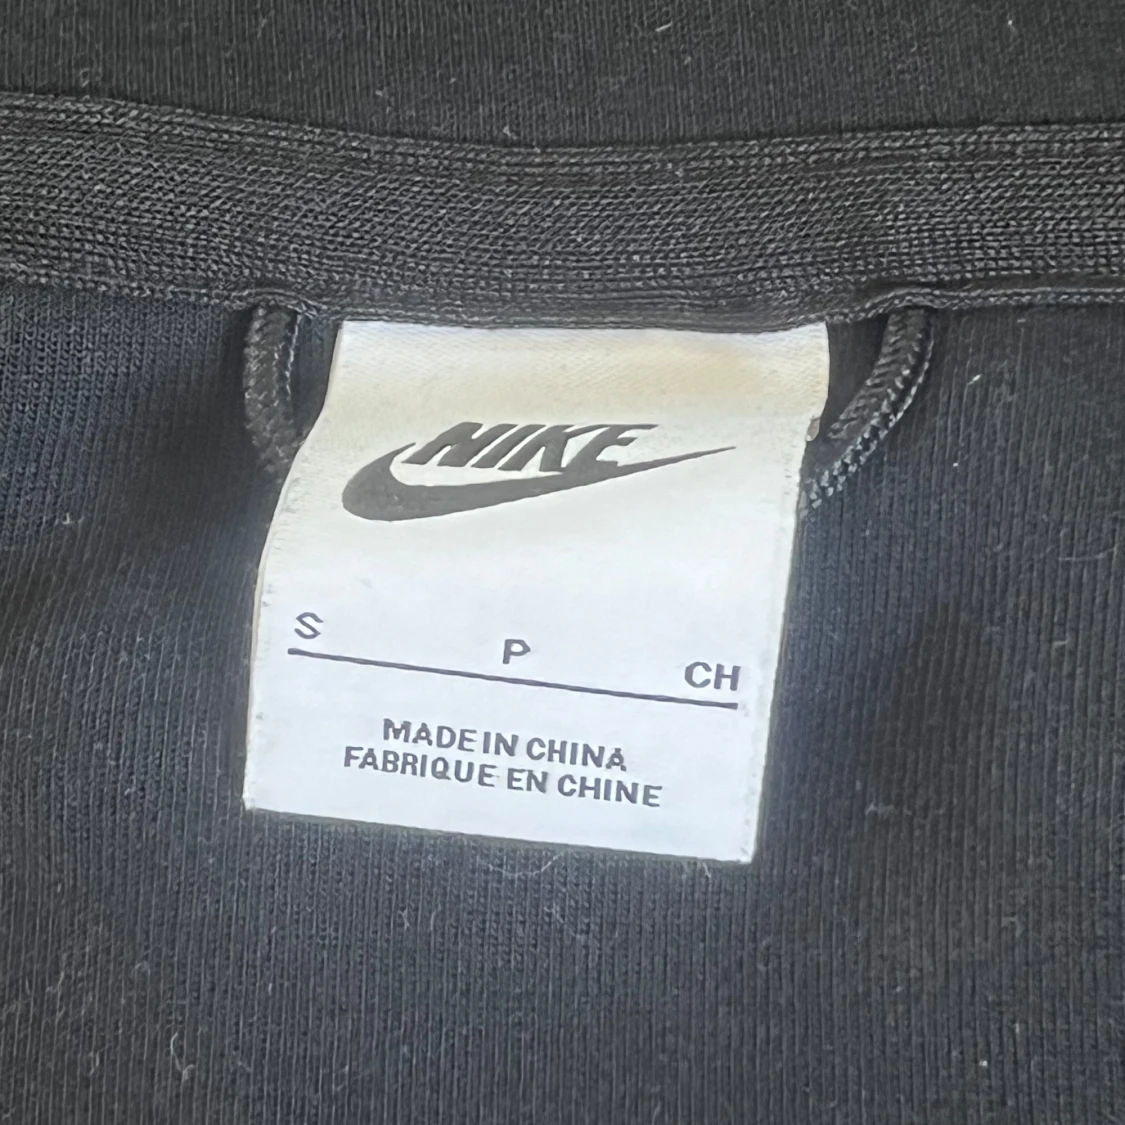 NIKE
S P CH
MADE IN CHINA
FABRIQUE EN CHINE